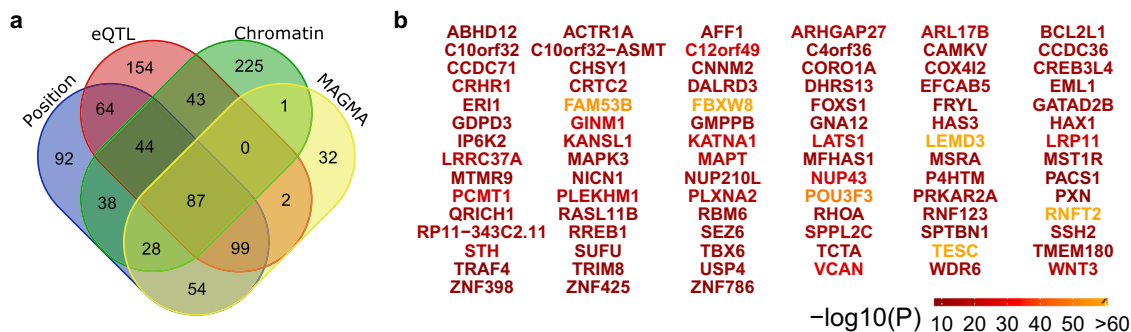 a
eQTL
Chromatin
Position
MAGMA
154
225
64
43
1
92
44
0
32
38
87
2
28
99
54
b
ABHD12 ACTR1A AFF1 ARHGAP27 ARL17B BCL2L1
C10orf32 C10orf32−ASMT C12orf49 C4orf36 CAMKV CCDC36
CCDC71 CHSY1 CNNM2 CORO1A COX4I2 CREB3L4
CRHR1 CRTC2 DALRD3 DHRS13 EFCAB5 EML1
ERI1 FAM53B FBXW8 FOXS1 FRYL GATAD2B
GDPD3 GINM1 GMPPB GNA12 HAS3 HAX1
IP6K2 KANSL1 KATNA1 LATS1 LEMD3 LRP11
LRRC37A MAPK3 MAPT MFHAS1 MSRA MST1R
MTMR9 NICN1 NUP210L NUP43 P4HTM PACS1
PCMT1 PLEKHM1 PLXNA2 POU3F3 PRKAR2A PXN
QRICH1 RASL11B RBM6 RHOA RNF123 RNFT2
RP11−343C2.11 RREB1 SEZ6 SPPL2C SPTBN1 SSH2
STH SUFU TBX6 TCTA TESC TMEM180
TRAF4 TRIM8 USP4 VCAN WDR6 WNT3
ZNF398 ZNF425 ZNF786
−log10(P)
10 20 30 40 50 >60